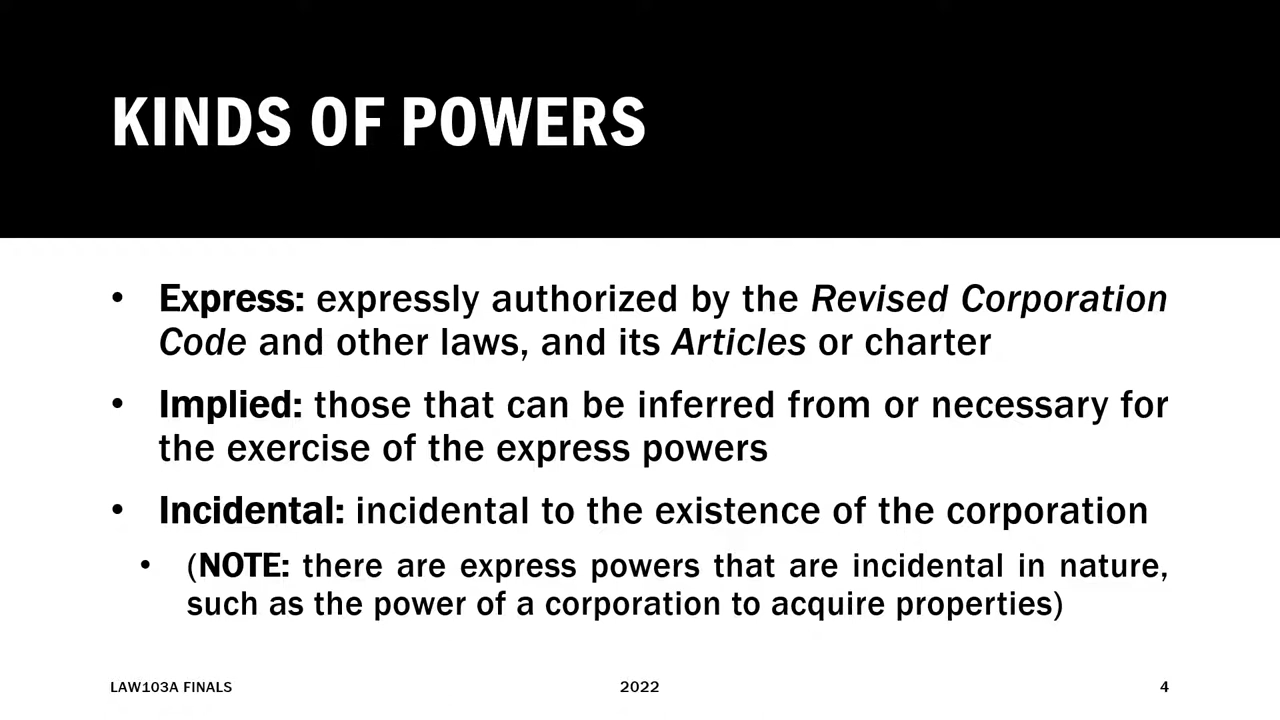 KINDS OF POWERS
• Express: expressly authorized by the Revised Corporation
Code and other laws, and its Articles or charter
• Implied: those that can be inferred from or necessary for
the exercise of the express powers
• Incidental: incidental to the existence of the corporation
• (NOTE: there are express powers that are incidental in nature,
such as the power of a corporation to acquire properties)
LAW103A FINALS
2022
4